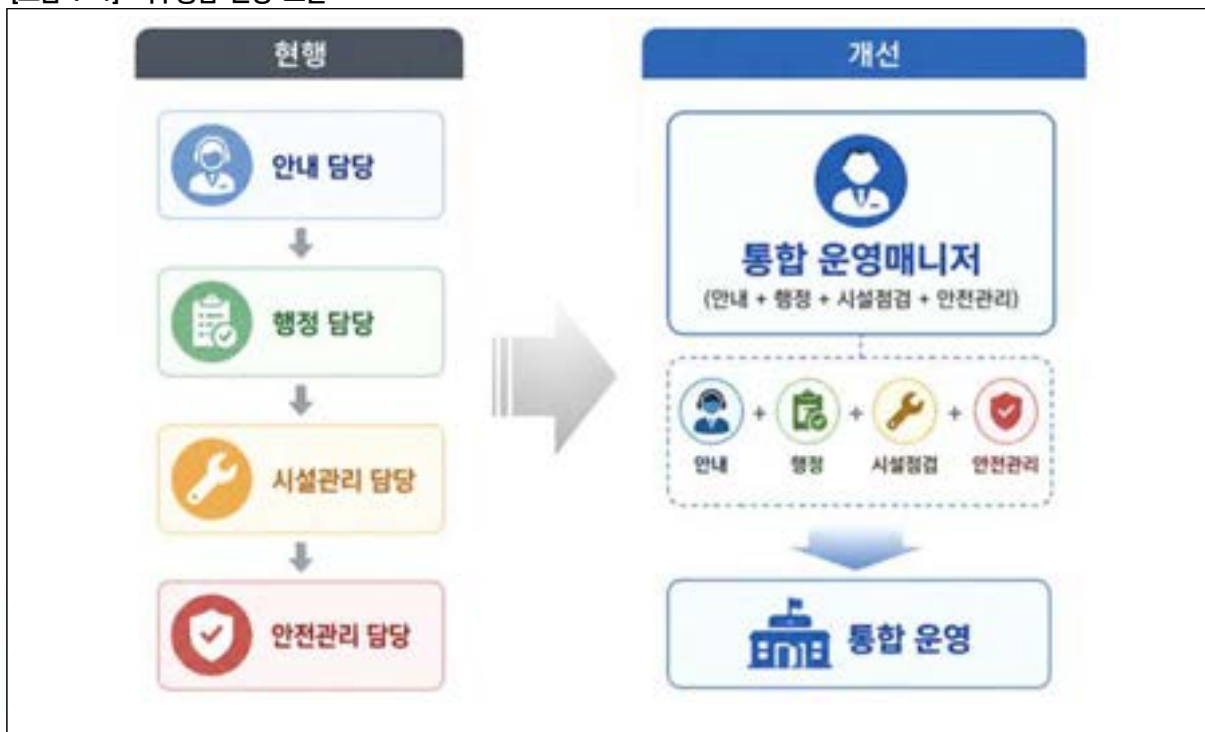 현행
안내 담당
행정 담당
시설관리 담당
안전관리 담당
개선
통합 운영매니저
(안내 + 행정 + 시설점검 + 안전관리)
+ + +
안내 행정 시설점검 안전관리
통합 운영